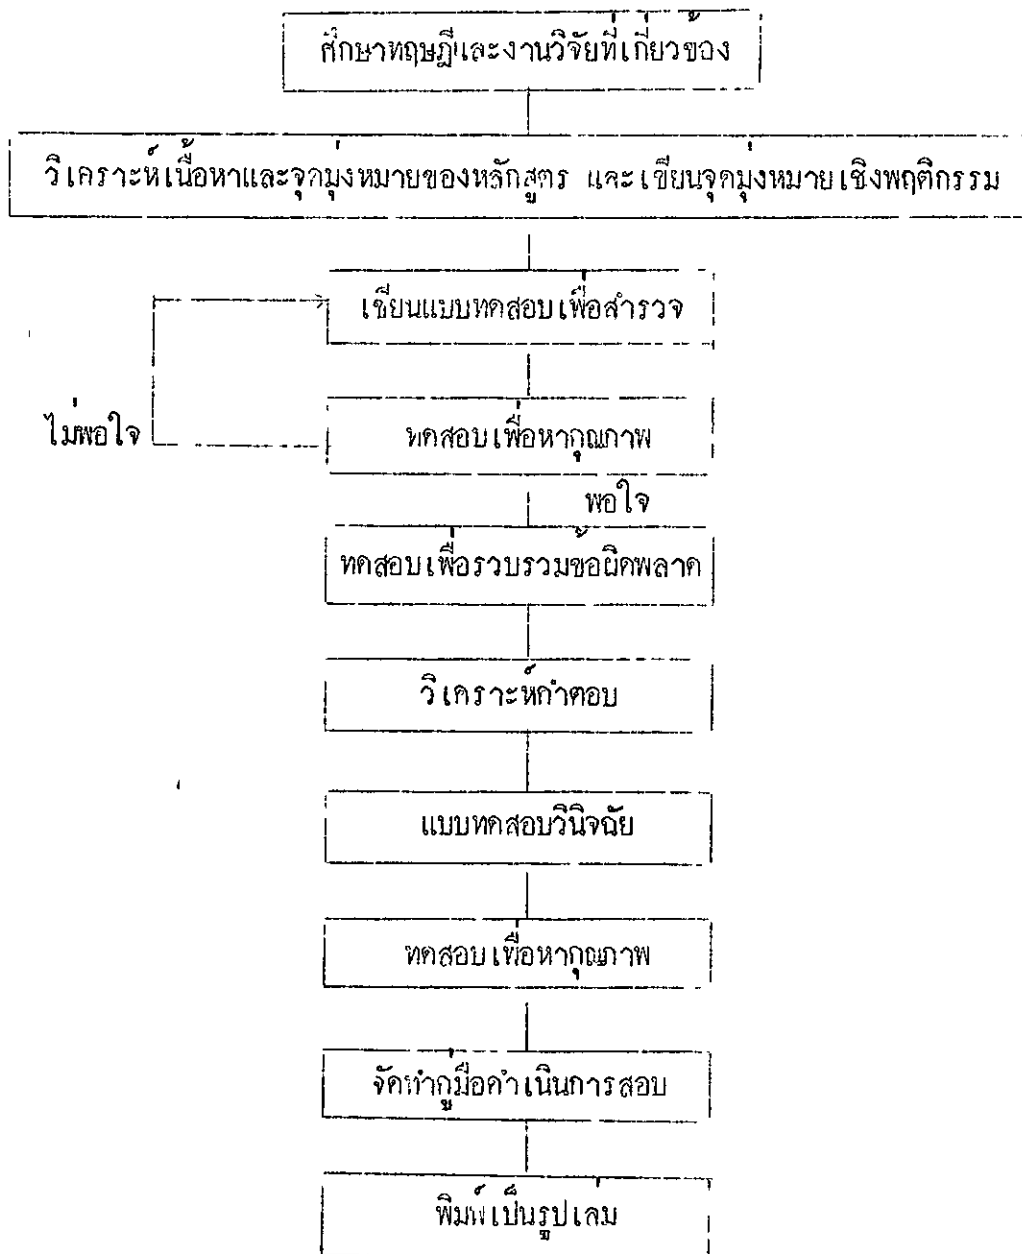 ศึกษาทฤษฎีและงานวิจัยที่เกี่ยวข้อง
วิเคราะห์เนื้อหาและจุดมุ่งหมายของหลักสูตร และเขียนจุดมุ่งหมายเชิงพฤติกรรม
เขียนแบบทดสอบเพื่อสำรวจ
ไม่พอใจ
ทดสอบเพื่อหาคุณภาพ
พอใจ
ทดสอบเพื่อรวบรวมข้อผิดพลาด
วิเคราะห์คำตอบ
แบบทดสอบวินิจฉัย
ทดสอบเพื่อหาคุณภาพ
จัดทำคู่มือดำเนินการสอบ
พิมพ์เป็นรูปเล่ม